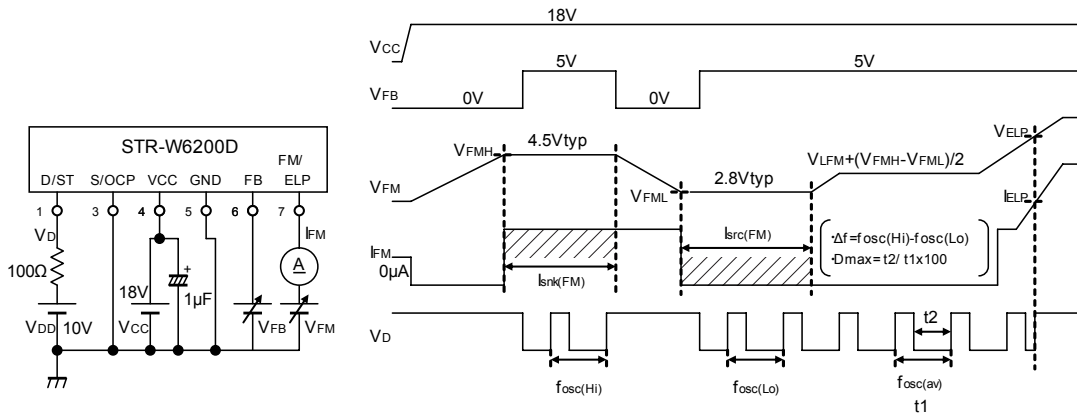 STR-W6200D
D/ST S/OCP VCC GND FB FM/ELP
1 3 4 5 6 7
VD
100Ω
VDD 10V
18V
VCC
+
1µF
VFB
IFM
A
VFM
VCC
18V
VFB
0V 5V 0V 5V
VFM
VFMH
4.5Vtyp
VFML
2.8Vtyp
VLFM+(VFMH-VFML)/2
VELP
IELP
IFM
0µA
Isnk(FM)
Isrc(FM)
·Δf=fosc(Hi)-fosc(Lo)
·Dmax=t2/ t1x100
VD
fosc(Hi)
fosc(Lo)
t2
fosc(av)
t1